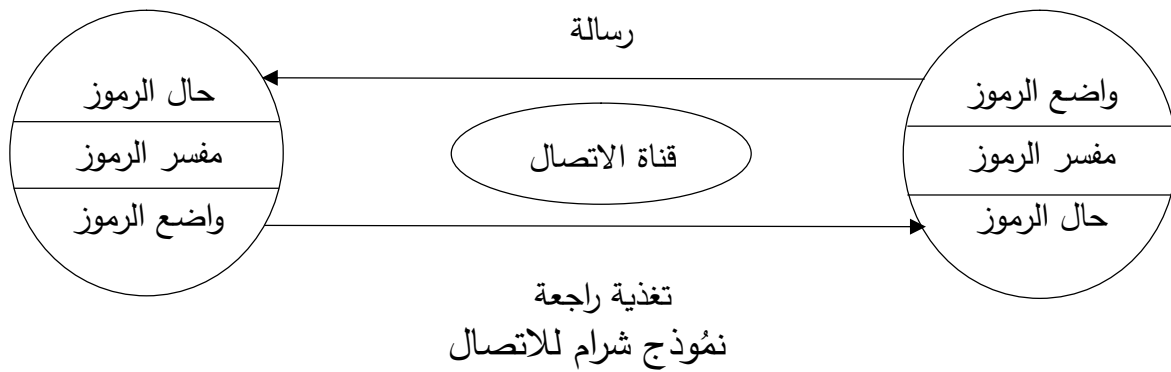 رسالة
واضع الرموز
مفسر الرموز
حال الرموز
قناة الاتصال
حال الرموز
مفسر الرموز
واضع الرموز
تغذية راجعة
نمُوذج شرام للاتصال